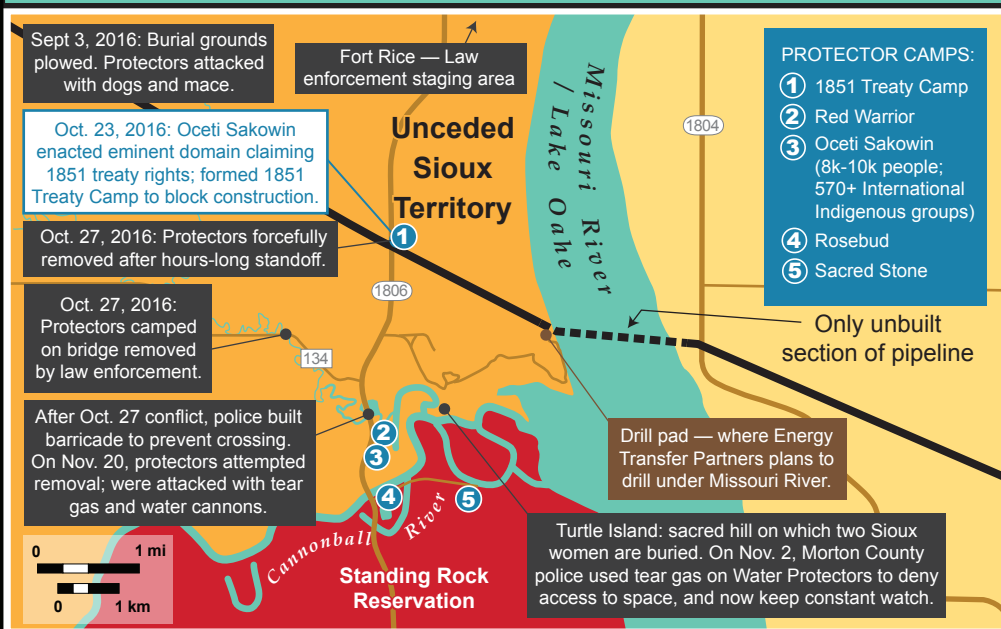 Sept 3, 2016: Burial grounds
plowed. Protectors attacked
with dogs and mace.
Fort Rice — Law
enforcement staging area
Oct. 23, 2016: Oceti Sakowin
enacted eminent domain claiming
1851 treaty rights; formed 1851
Treaty Camp to block construction.
Unceded
Sioux
Territory
Missouri River
/ Lake Oahe
1804
PROTECTOR CAMPS:
1 1851 Treaty Camp
2 Red Warrior
3 Oceti Sakowin
(8k-10k people;
570+ International
Indigenous groups)
4 Rosebud
5 Sacred Stone
Oct. 27, 2016: Protectors forcefully
removed after hours-long standoff.
1
1806
Oct. 27, 2016:
Protectors camped
on bridge removed
by law enforcement.
134
Only unbuilt
section of pipeline
After Oct. 27 conflict, police built
barricade to prevent crossing.
On Nov. 20, protectors attempted
removal; were attacked with tear
gas and water cannons.
2
3
4
5
Drill pad — where Energy
Transfer Partners plans to
drill under Missouri River.
Cannonball River
Standing Rock
Reservation
Turtle Island: sacred hill on which two Sioux
women are buried. On Nov. 2, Morton County
police used tear gas on Water Protectors to deny
access to space, and now keep constant watch.
0 1 mi
0 1 km